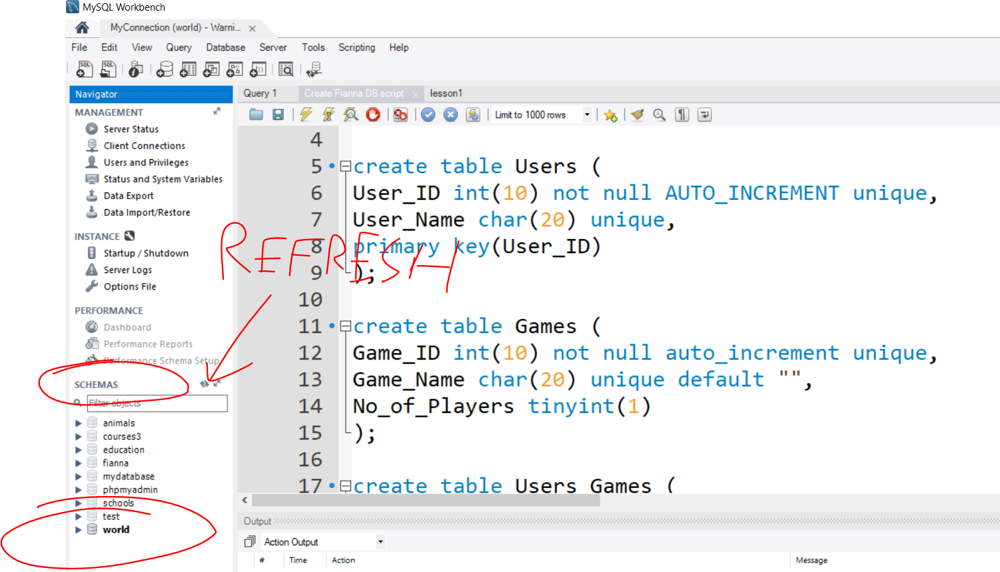 MySQL Workbench
MyConnection (world) - Warni...
File Edit View Query Database Server Tools Scripting Help
Navigator
MANAGEMENT
Server Status
Client Connections
Users and Privileges
Status and System Variables
Data Export
Data Import/Restore
INSTANCE
Startup / Shutdown
Server Logs
Options File
PERFORMANCE
Dashboard
Performance Reports
Performance Schema Setup
SCHEMAS
Filter objects
animals
courses3
education
fianna
mydatabase
phpmyadmin
schools
test
world
REFRESH
Query 1 Create Fianna DB script lesson1
Limit to 1000 rows
4
5 create table Users (
6 User_ID int(10) not null AUTO_INCREMENT unique,
7 User_Name char(20) unique,
8 primary key(User_ID)
9 );
10
11 create table Games (
12 Game_ID int(10) not null auto_increment unique,
13 Game_Name char(20) unique default "",
14 No_of_Players tinyint(1)
15 );
16
17 create table Users_Games (
Output
Action Output
# Time Action Message